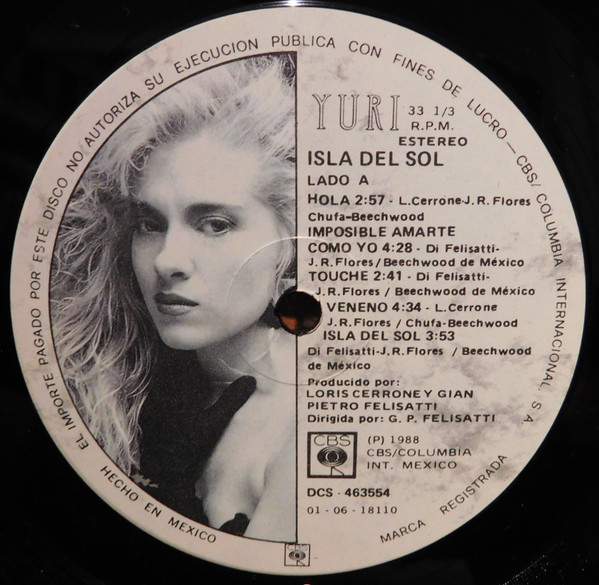 EL IMPORTE PAGADO POR ESTE DISCO NO AUTORIZA SU EJECUCION PUBLICA CON FINES DE LUCRO — CBS/ COLUMBIA INTERNACIONAL S A
YURI
33 1/3
R.P.M.
ESTEREO
ISLA DEL SOL
LADO A
HOLA 2:57 - L.Cerrone-J.R. Flores
Chufa-Beechwood
IMPOSIBLE AMARTE
COMO YO 4:28 - Di Felisatti-
J.R.Flores/Beechwood de México
TOUCHE 2:41 - Di Felisatti-
J.R.Flores / Beechwood de México
VENENO 4:34 - L.Cerrone
J.R.Flores / Chufa-Beechwood
ISLA DEL SOL 3:53
Di Felisatti-J.R.Flores / Beechwood
de México
Producido por:
LORIS CERRONE Y GIAN
PIETRO FELISATTI
Dirigida por: G. P. FELISATTI
CBS
(P) 1988
CBS/COLUMBIA
INT. MEXICO
DCS - 463554
01 - 06 - 18110
HECHO EN MEXICO
CBS
MARCA REGISTRADA